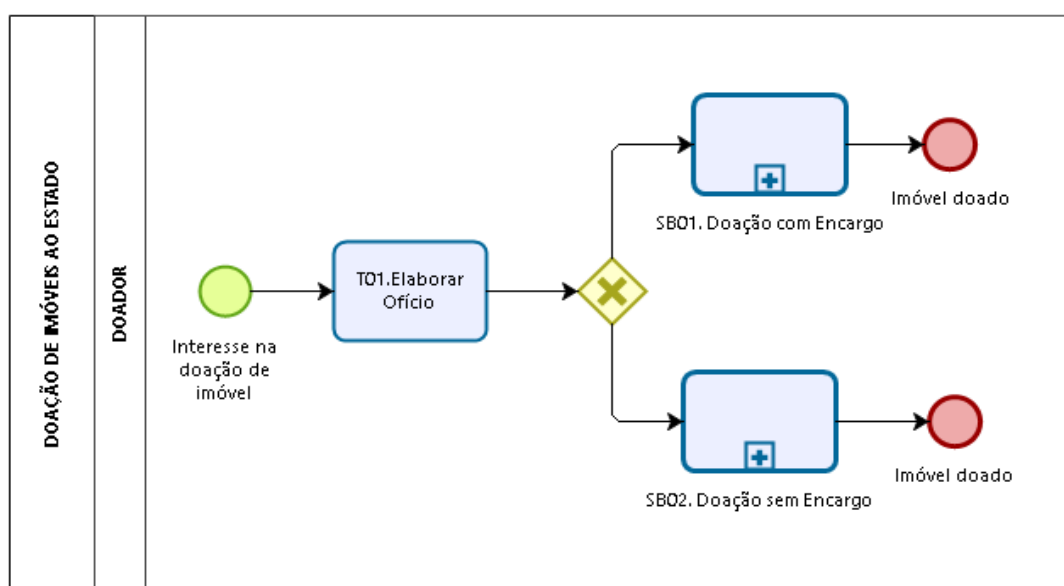 DOAÇÃO DE IMÓVEIS AO ESTADO
DOADOR
Interesse na
doação de
imóvel
T01.Elaborar
Ofício
SB01. Doação com Encargo
Imóvel doado
SB02. Doação sem Encargo
Imóvel doado